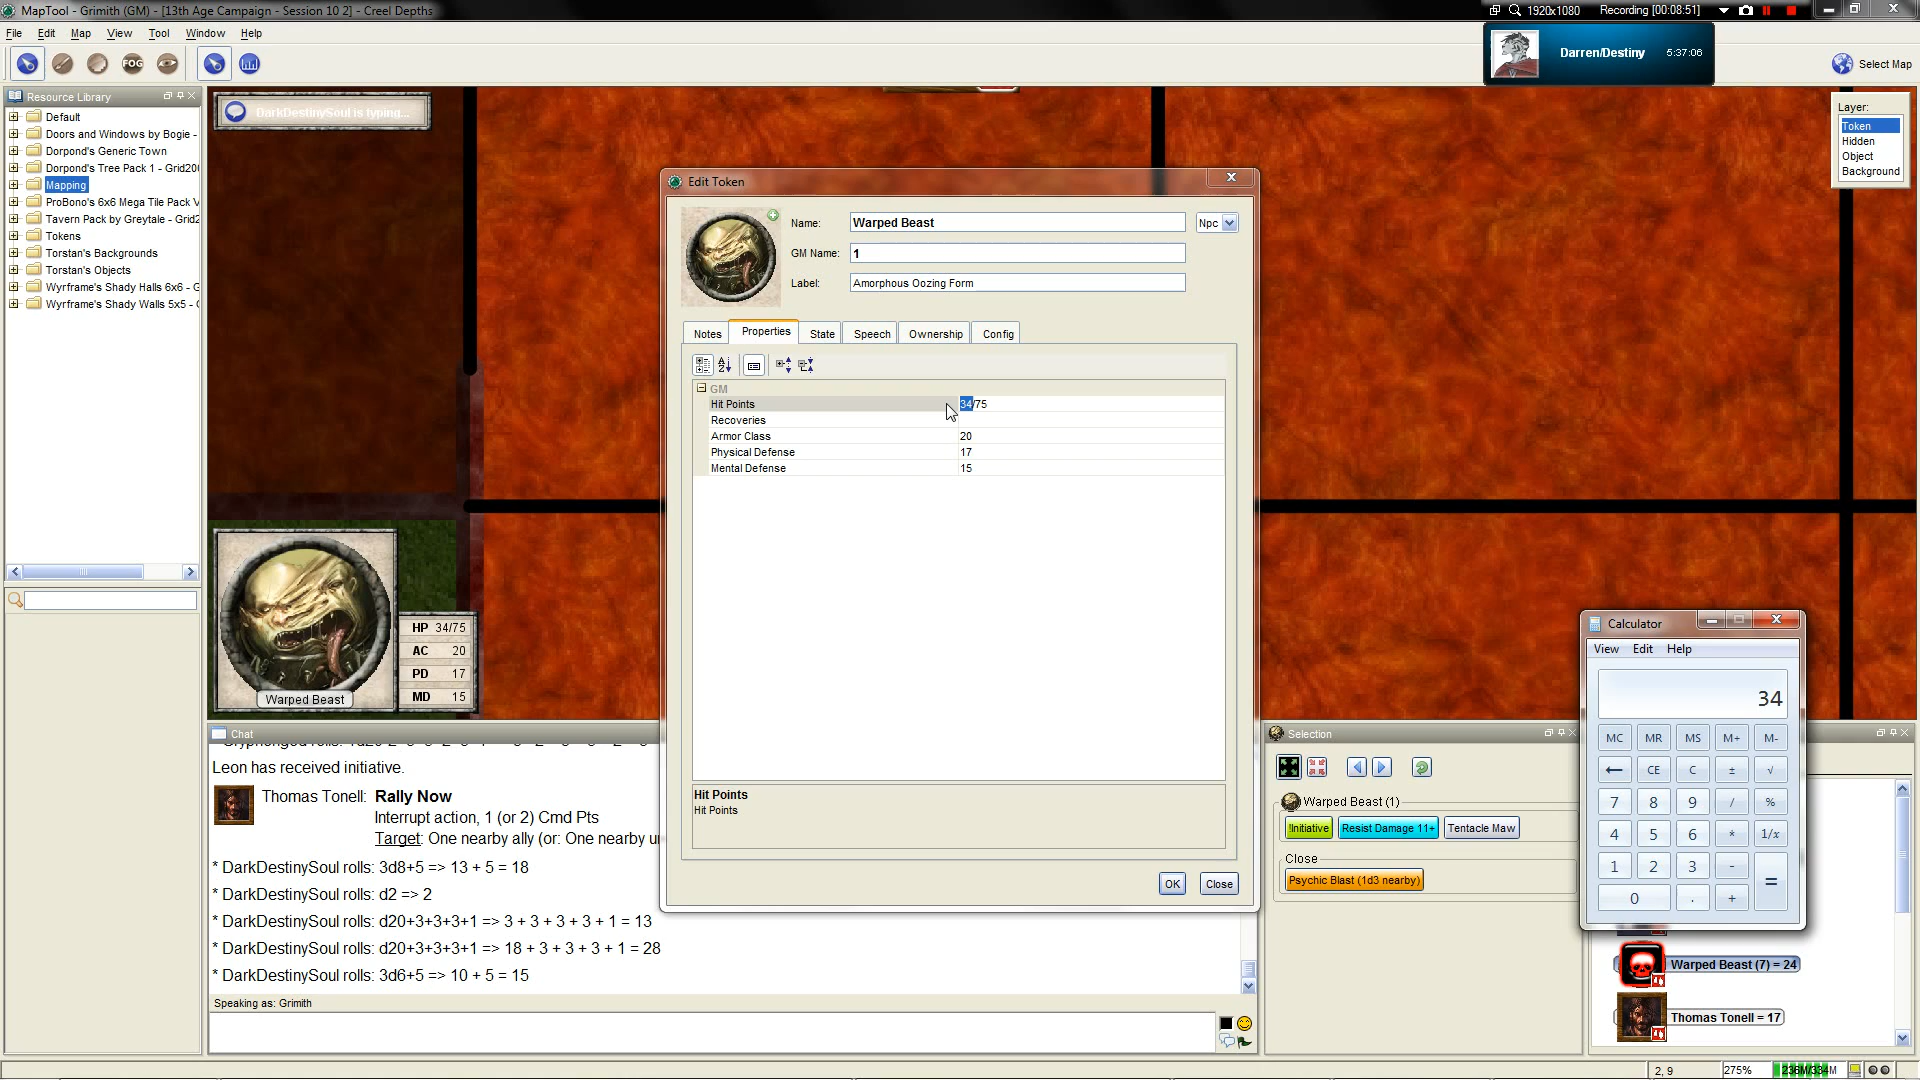 MapTool - Grimith (GM) - [13th Age Campaign - Session 10 2] - Creel Depths
1920x1080
Recording [00:08:51]
File Edit Map View Tool Window Help
FOG
Darren/Destiny 5:37:06
Select Map
Resource Library
Default
Doors and Windows by Bogie -
Dorpond's Generic Town
Dorpond's Tree Pack 1 - Grid20
Mapping
ProBono's 6x6 Mega Tile Pack V
Tavern Pack by Greytale - Grid2
Tokens
Torstan's Backgrounds
Torstan's Objects
Wyrframe's Shady Halls 6x6 - G
Wyrframe's Shady Walls 5x5 - G
DarkDestinySoul is typing...
Layer:
Token
Hidden
Object
Background
Edit Token
Name: Warped Beast Npc
GM Name: 1
Label: Amorphous Oozing Form
Notes Properties State Speech Ownership Config
GM
Hit Points 34/75
Recoveries
Armor Class 20
Physical Defense 17
Mental Defense 15
Hit Points
Hit Points
OK Close
Warped Beast
HP 34/75
AC 20
PD 17
MD 15
Chat
Leon has received initiative.
Thomas Tonell: Rally Now
Interrupt action, 1 (or 2) Cmd Pts
Target: One nearby ally (or: One nearby u
* DarkDestinySoul rolls: 3d8+5 => 13 + 5 = 18
* DarkDestinySoul rolls: d2 => 2
* DarkDestinySoul rolls: d20+3+3+3+1 => 3 + 3 + 3 + 3 + 1 = 13
* DarkDestinySoul rolls: d20+3+3+3+1 => 18 + 3 + 3 + 3 + 1 = 28
* DarkDestinySoul rolls: 3d6+5 => 10 + 5 = 15
Speaking as: Grimith
Selection
Warped Beast (1)
!Initiative Resist Damage 11+ Tentacle Maw
Close
Psychic Blast (1d3 nearby)
Calculator
View Edit Help
34
MC MR MS M+ M-
← CE C ± √
7 8 9 / %
4 5 6 * 1/x
1 2 3 - =
0 . +
Warped Beast (7) = 24
Thomas Tonell = 17
2, 9
275%
236M/334M